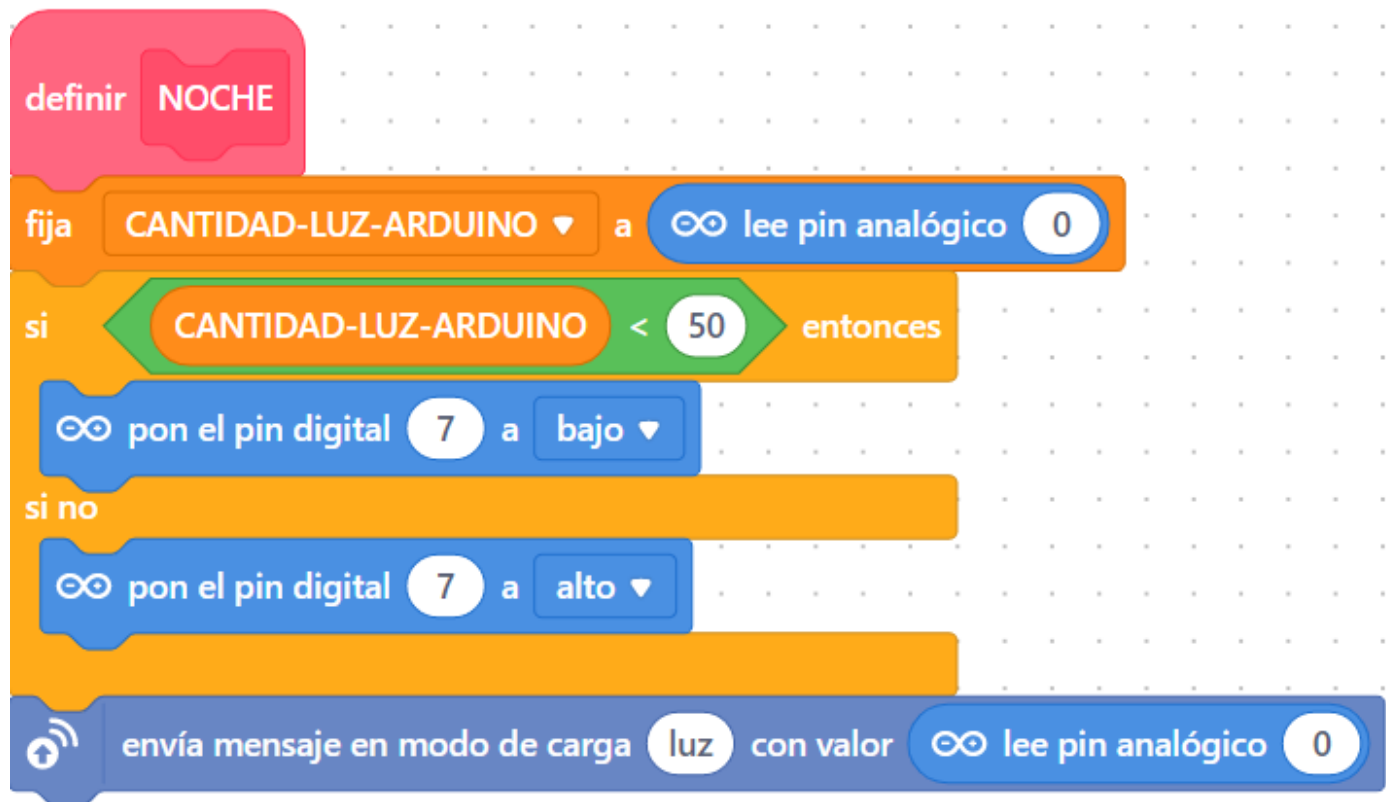 definir NOCHE
fija CANTIDAD-LUZ-ARDUINO a lee pin analógico 0
si CANTIDAD-LUZ-ARDUINO < 50 entonces
pon el pin digital 7 a bajo
si no
pon el pin digital 7 a alto
envía mensaje en modo de carga luz con valor lee pin analógico 0